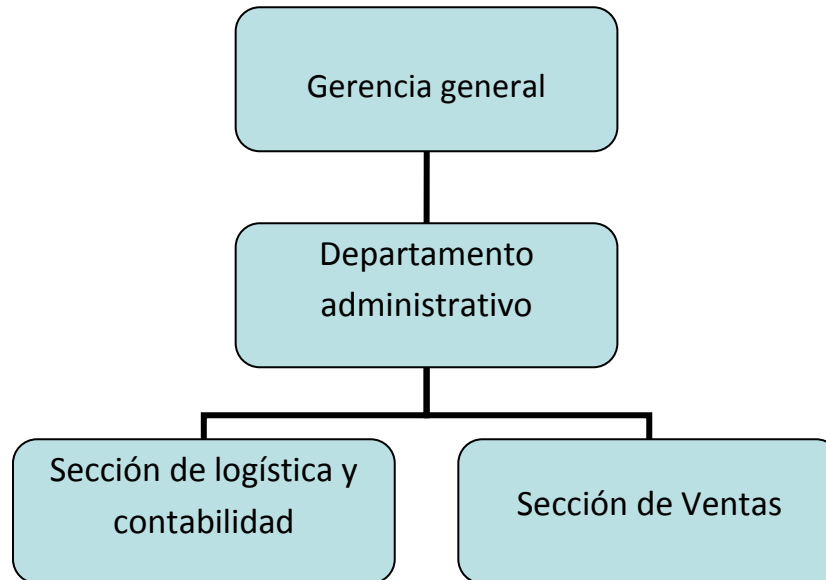 Gerencia general
Departamento
administrativo
Sección de logística y
contabilidad
Sección de Ventas